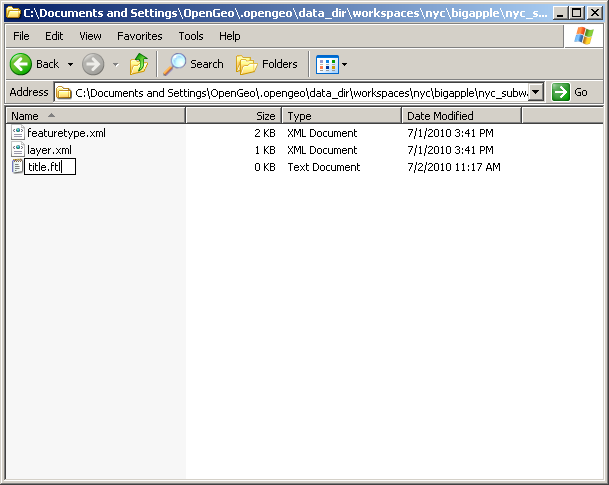 C:\Documents and Settings\OpenGeo\.opengeo\data_dir\workspaces\nyc\bigapple\nyc_s...
File Edit View Favorites Tools Help
Back Search Folders
Address C:\Documents and Settings\OpenGeo\.opengeo\data_dir\workspaces\nyc\bigapple\nyc_subw Go
Name Size Type Date Modified
featuretype.xml 2 KB XML Document 7/1/2010 3:41 PM
layer.xml 1 KB XML Document 7/1/2010 3:41 PM
title.ftl 0 KB Text Document 7/2/2010 11:17 AM